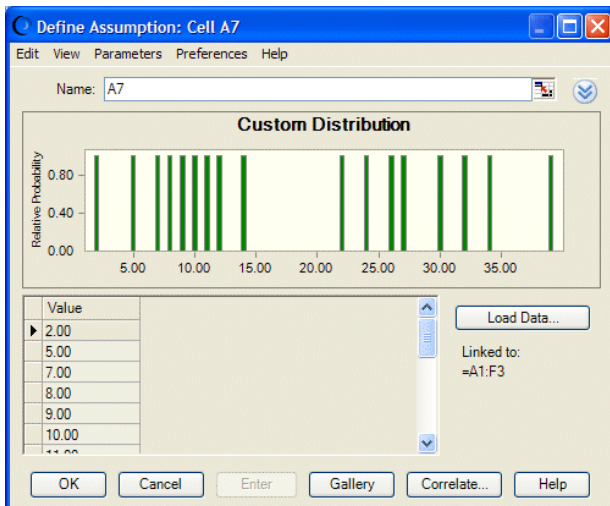 Define Assumption: Cell A7
Edit View Parameters Preferences Help
Name: A7
Custom Distribution
Relative Probability
0.80
0.40
0.00
5.00 10.00 15.00 20.00 25.00 30.00 35.00
Value
2.00
5.00
7.00
8.00
9.00
10.00
11.00
Load Data...
Linked to:
=A1:F3
OK Cancel Enter Gallery Correlate... Help